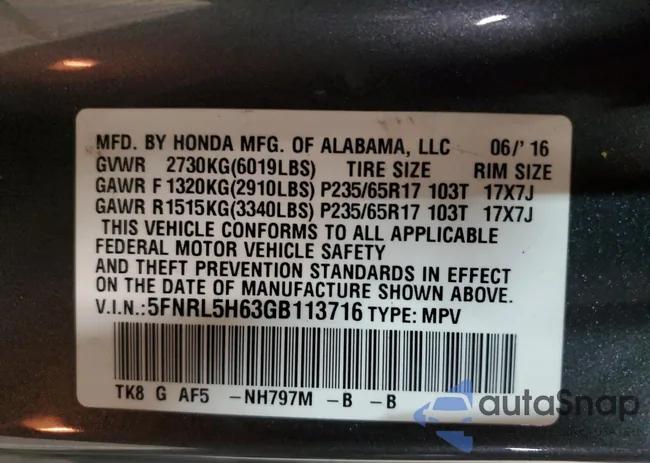 MFD. BY HONDA MFG. OF ALABAMA, LLC 06/'16
GVWR 2730KG(6019LBS) TIRE SIZE RIM SIZE
GAWR F 1320KG(2910LBS) P235/65R17 103T 17X7J
GAWR R1515KG(3340LBS) P235/65R17 103T 17X7J
THIS VEHICLE CONFORMS TO ALL APPLICABLE
FEDERAL MOTOR VEHICLE SAFETY
AND THEFT PREVENTION STANDARDS IN EFFECT
ON THE DATE OF MANUFACTURE SHOWN ABOVE.
V.I.N.:5FNRL5H63GB113716 TYPE: MPV
TK8 G AF5 -NH797M -B -B
autoSnap